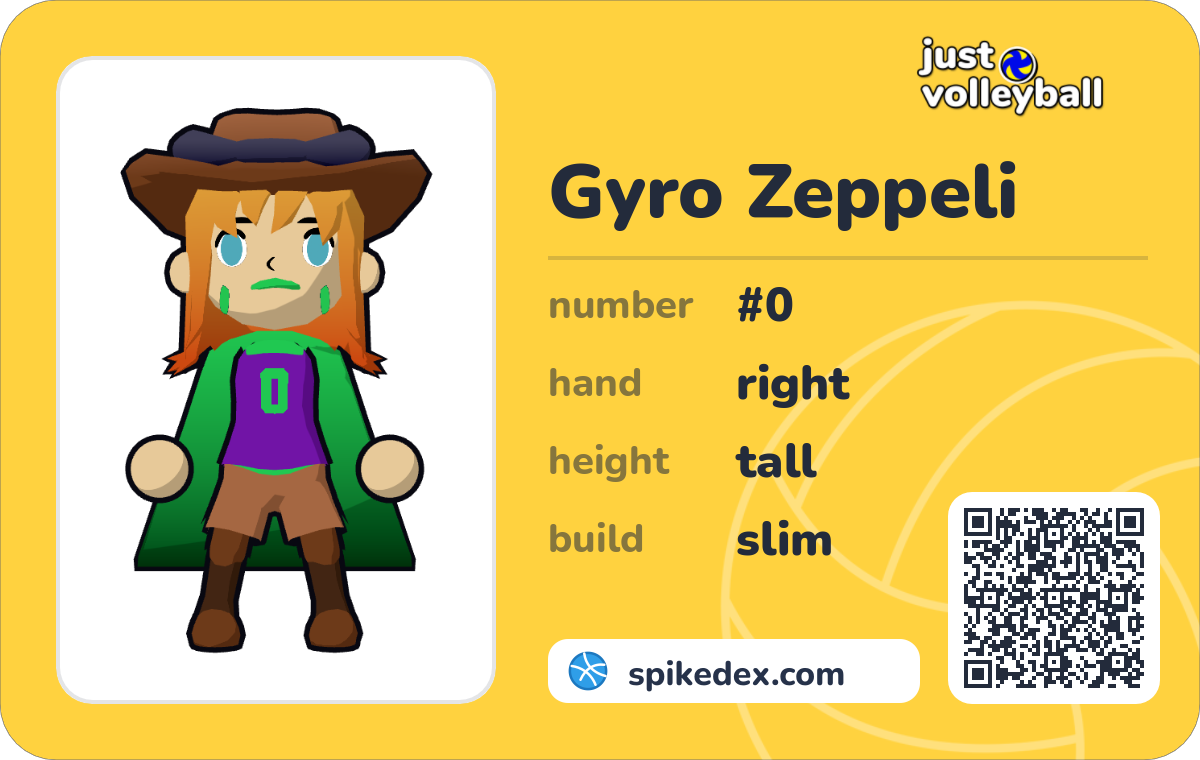 just
volleyball
Gyro Zeppeli
number #0
hand right
height tall
build slim
0
spikedex.com